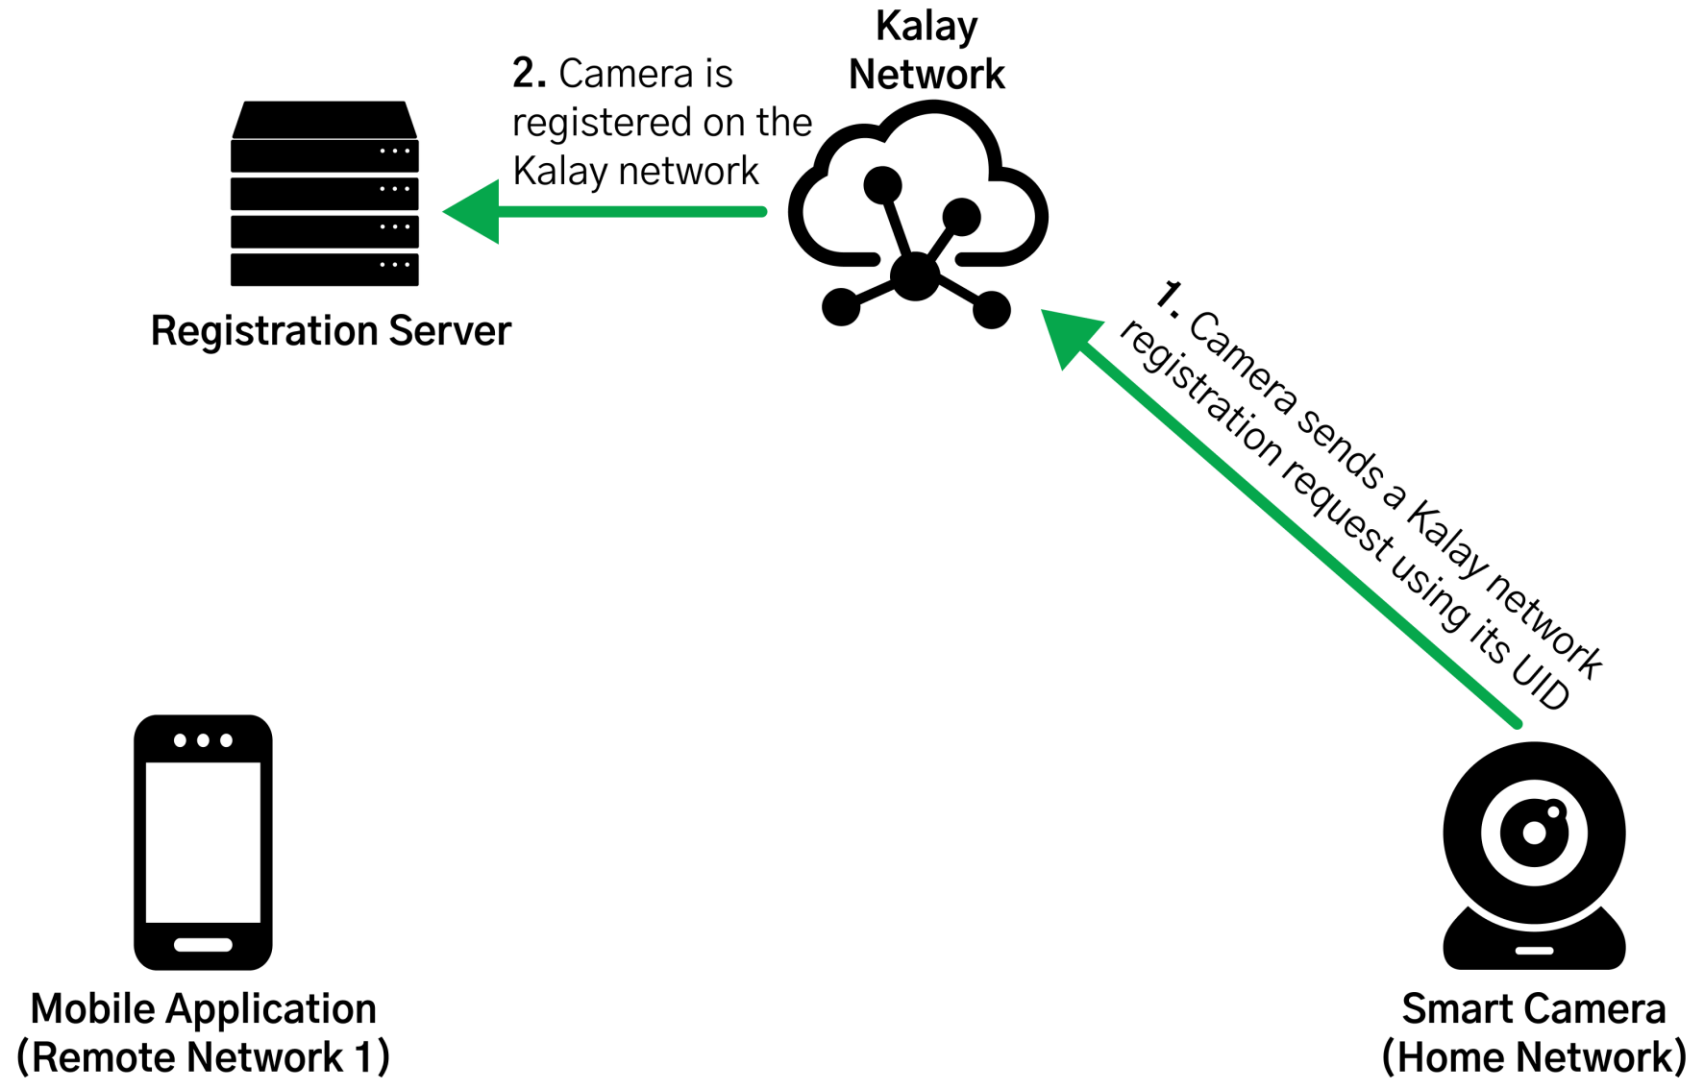 Kalay
Network
2. Camera is
registered on the
Kalay network
Registration Server
1. Camera sends a Kalay network
registration request using its UID
Mobile Application
(Remote Network 1)
Smart Camera
(Home Network)